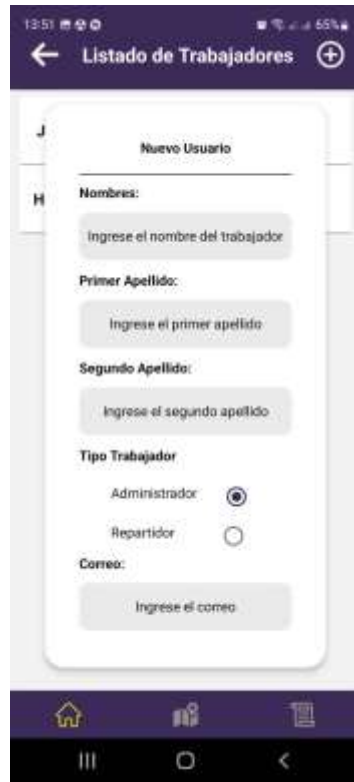 13:51
65%
Listado de Trabajadores
J
Nuevo Usuario
H
Nombres:
Ingrese el nombre del trabajador
Primer Apellido:
Ingrese el primer apellido
Segundo Apellido:
Ingrese el segundo apellido
Tipo Trabajador
Administrador
Repartidor
Correo:
Ingrese el correo